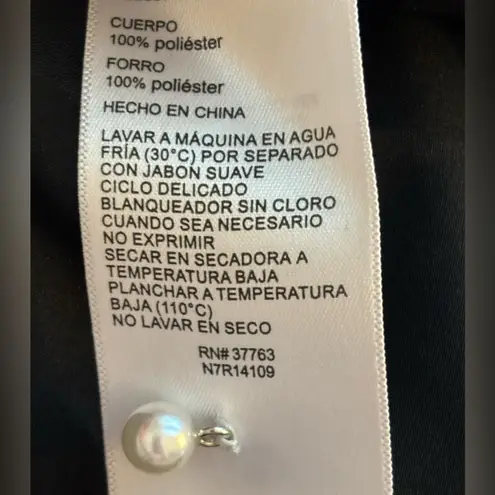 CUERPO
100% poliéster
FORRO
100% poliéster
HECHO EN CHINA
LAVAR A MÁQUINA EN AGUA
FRÍA (30°C) POR SEPARADO
CON JABON SUAVE
CICLO DELICADO
BLANQUEADOR SIN CLORO
CUANDO SEA NECESARIO
NO EXPRIMIR
SECAR EN SECADORA A
TEMPERATURA BAJA
PLANCHAR A TEMPERATURA
BAJA (110°C)
NO LAVAR EN SECO
RN# 37763
N7R14109